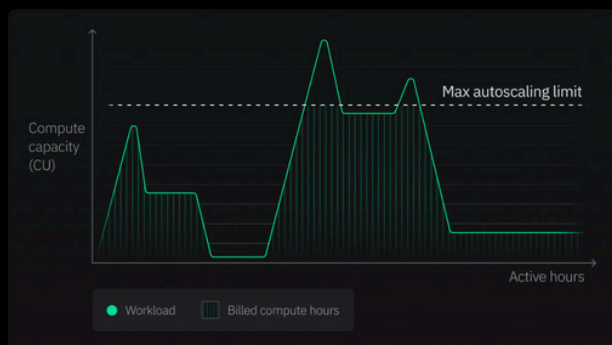 Max autoscaling limit
Compute
capacity
(CU)
Active hours
Workload
Billed compute hours